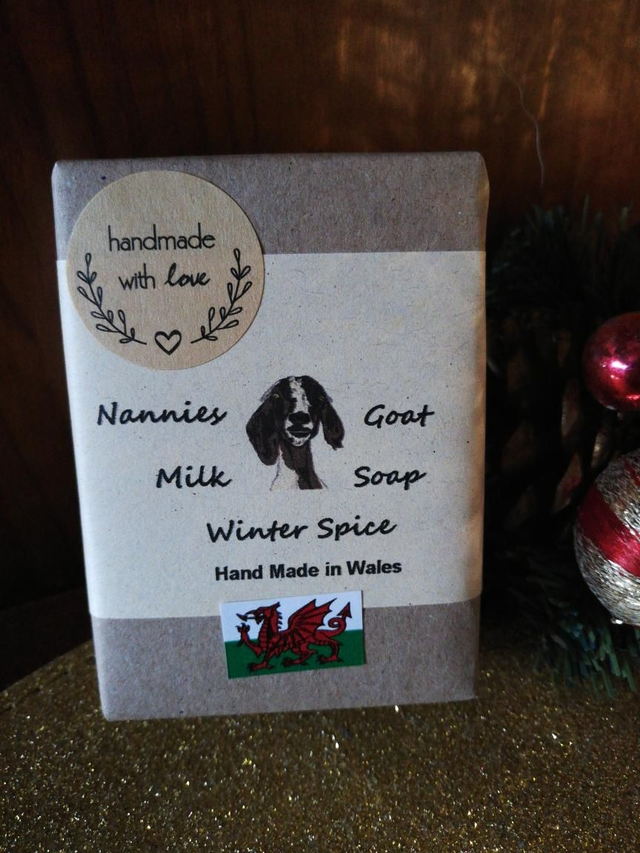 handmade
with love
Nannies Goat
Milk Soap
Winter Spice
Hand Made in Wales